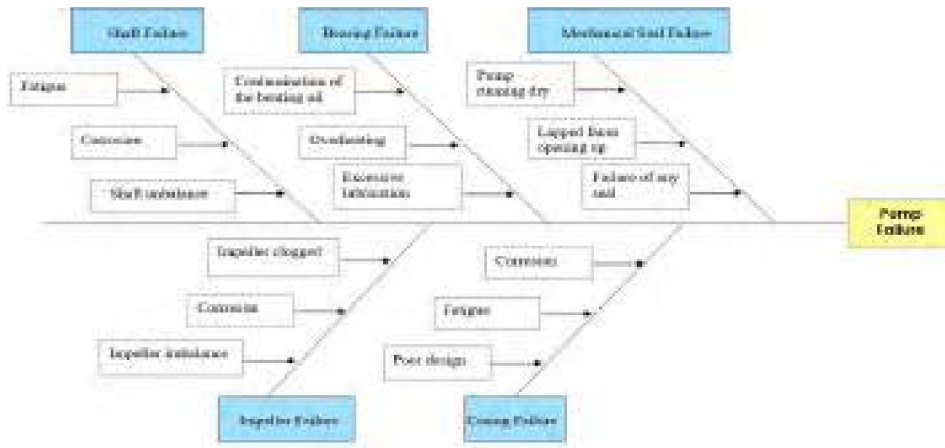 Shaft Failure
Bearing Failure
Mechanical Seal Failure
Fatigue
Contamination of
the bearing oil
Pump
running dry
Corrosion
Overheating
Lapped faces
opening up
Shaft imbalance
Excessive
lubrication
Failure of any
seal
Pump
Failure
Impeller clogged
Corrosion
Corrosion
Fatigue
Impeller imbalance
Poor design
Impeller Failure
Casing Failure